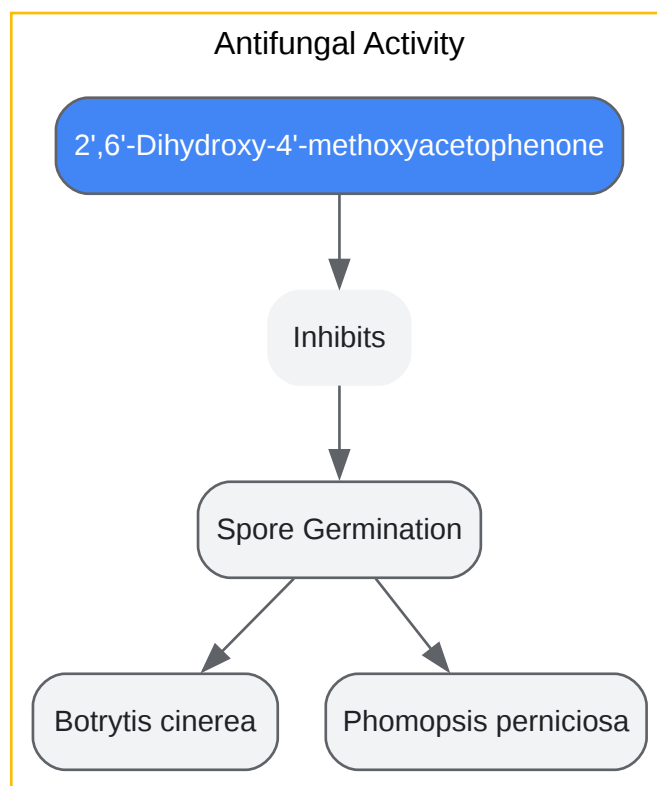 Antifungal Activity
2',6'-Dihydroxy-4'-methoxyacetophenone
Inhibits
Spore Germination
Botrytis cinerea
Phomopsis perniciosa